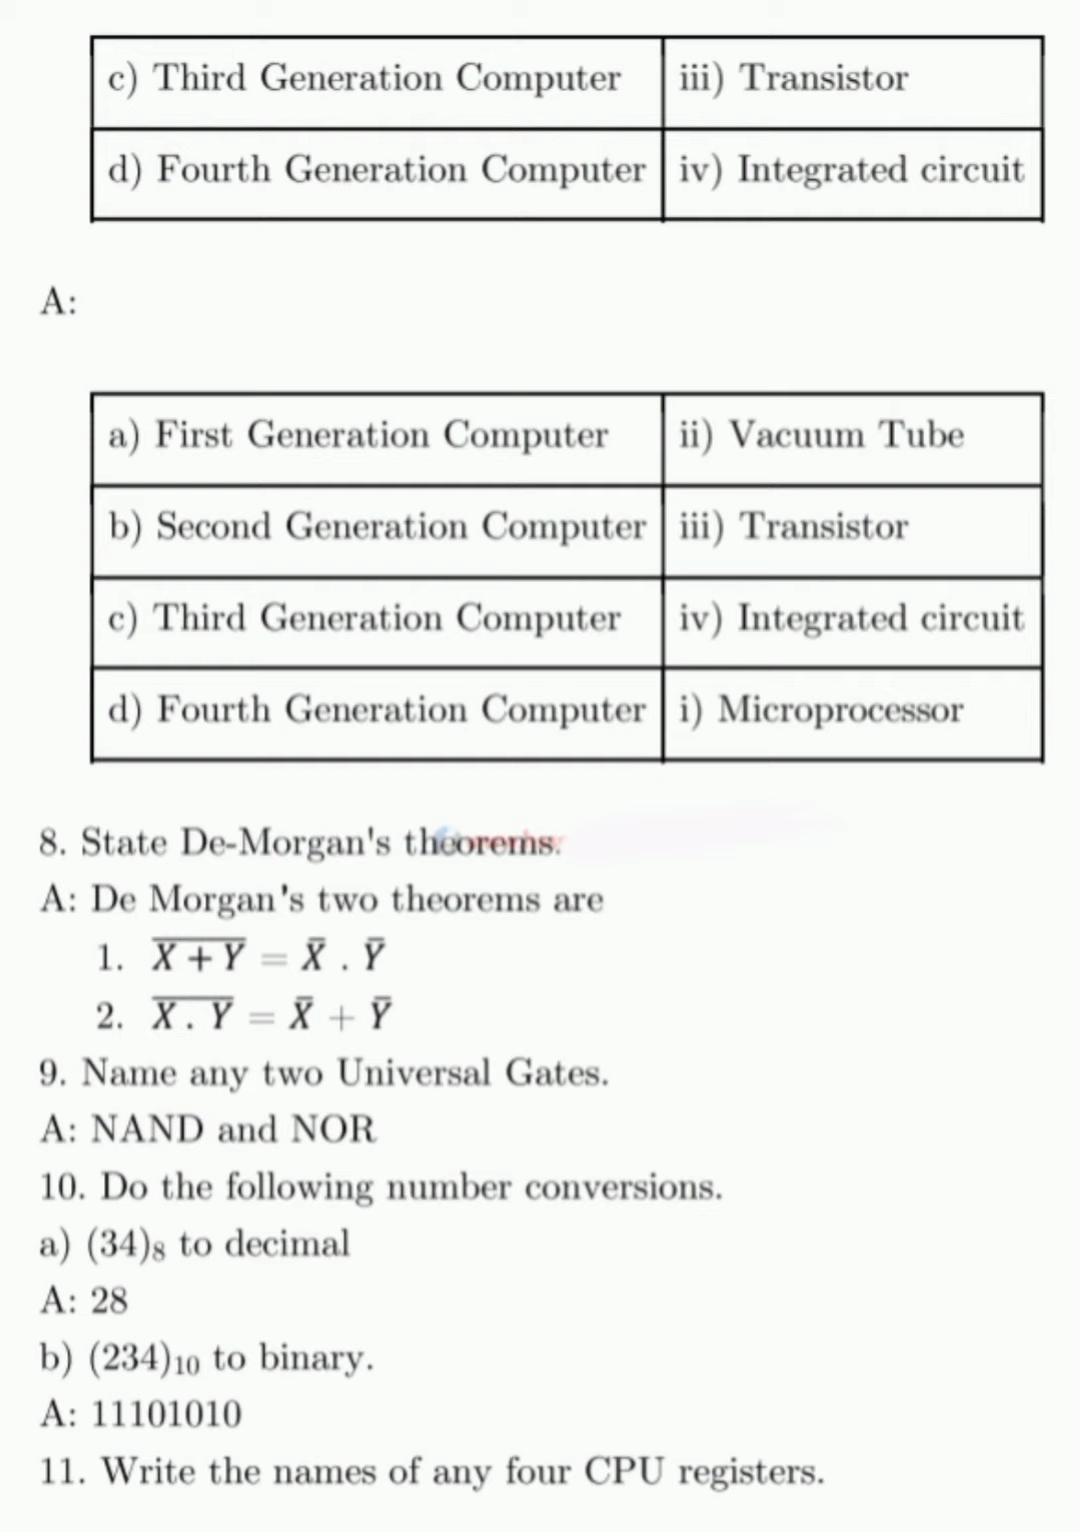 c) Third Generation Computer iii) Transistor
d) Fourth Generation Computer iv) Integrated circuit
A:
a) First Generation Computer ii) Vacuum Tube
b) Second Generation Computer iii) Transistor
c) Third Generation Computer iv) Integrated circuit
d) Fourth Generation Computer i) Microprocessor
8. State De-Morgan's theorems.
A: De Morgan's two theorems are
1. X̅ ̅+̅ ̅Y̅ = X̅ . Y̅
2. X̅ ̅.̅ ̅Y̅ = X̅ + Y̅
9. Name any two Universal Gates.
A: NAND and NOR
10. Do the following number conversions.
a) (34)₈ to decimal
A: 28
b) (234)₁₀ to binary.
A: 11101010
11. Write the names of any four CPU registers.